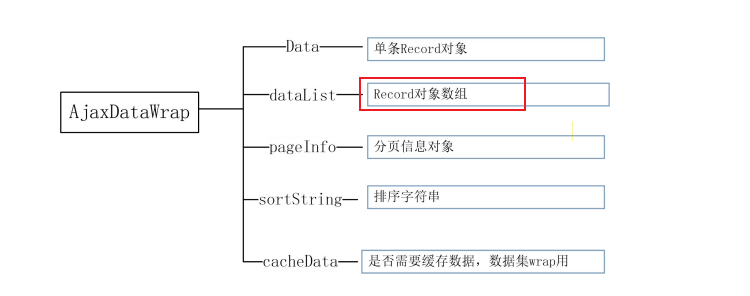 Data 单条Record对象
dataList Record对象数组
AjaxDataWrap
pageInfo 分页信息对象
sortString 排序字符串
cacheData 是否需要缓存数据，数据集wrap用